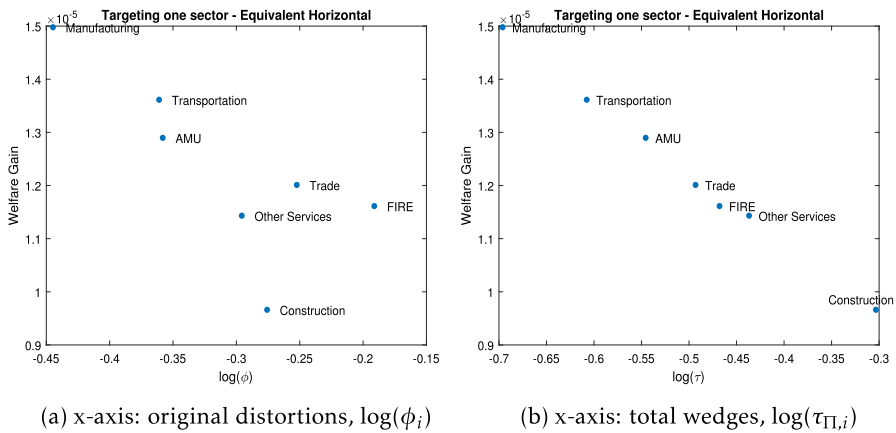 Targeting one sector - Equivalent Horizontal
×10⁻⁵
1.5
1.4
1.3
1.2
1.1
1
0.9
Welfare Gain
Manufacturing
Transportation
AMU
Trade
FIRE
Other Services
Construction
-0.45 -0.4 -0.35 -0.3 -0.25 -0.2 -0.15
log(ϕ)
(a) x-axis: original distortions, log(ϕᵢ)
Targeting one sector - Equivalent Horizontal
×10⁻⁵
1.5
1.4
1.3
1.2
1.1
1
0.9
Welfare Gain
Manufacturing
Transportation
AMU
Trade
FIRE
Other Services
Construction
-0.7 -0.65 -0.6 -0.55 -0.5 -0.45 -0.4 -0.35 -0.3
log(τ)
(b) x-axis: total wedges, log(τ_Π,i)